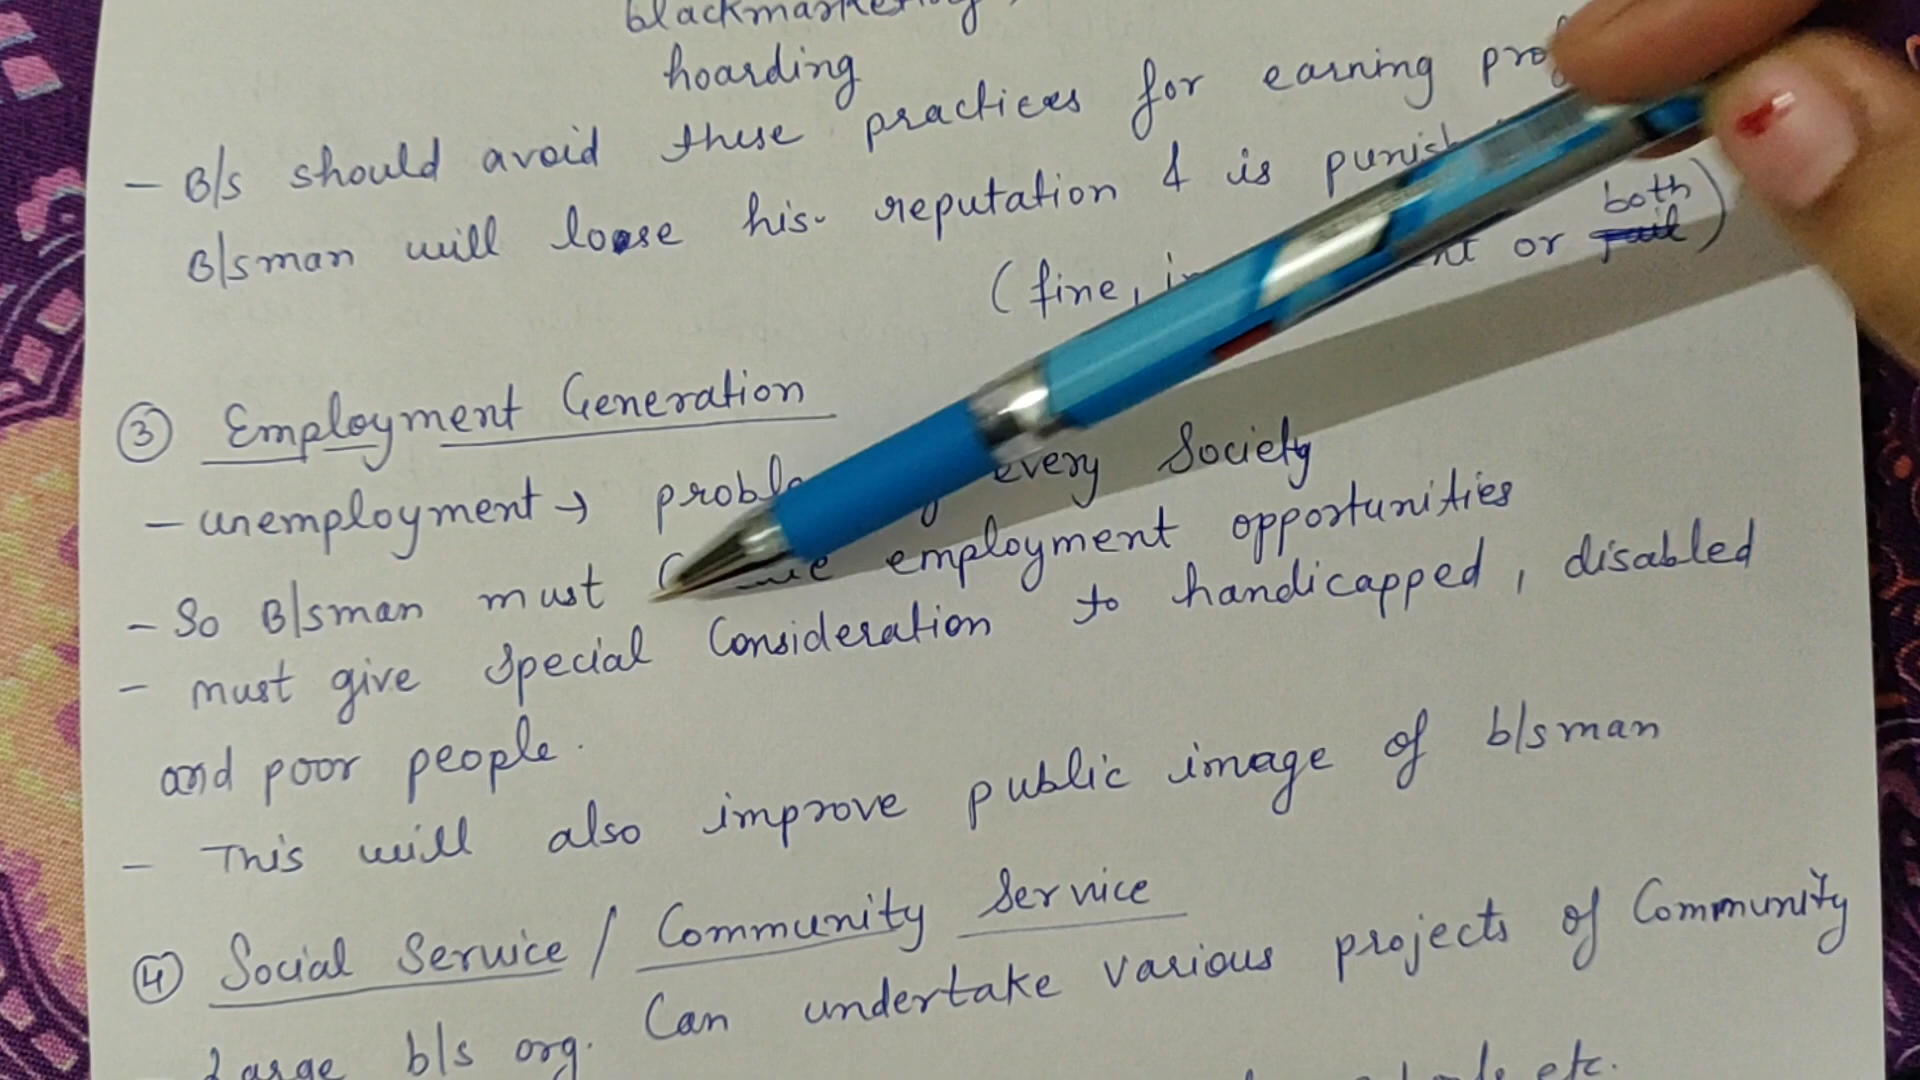 hoarding
- B/s should avoid these practices for earning
B/sman will loose his reputation & is
(fine, or both)
③ Employment Generation
- unemployment → every Society
- So B/sman must employment opportunities
- must give special Consideration to handicapped, disabled
and poor people.
- This will also improve public image of b/sman
④ Social Service / Community Service
Large b/s org. Can undertake various projects of Community
etc.